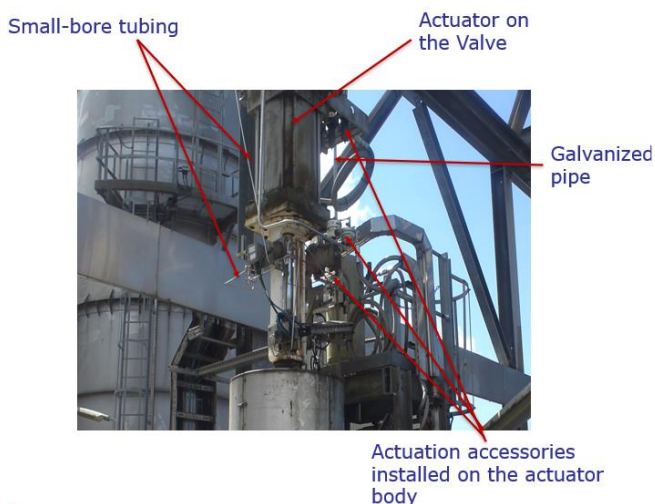 Small-bore tubing
Actuator on
the Valve
Galvanized
pipe
Actuation accessories
installed on the actuator
body